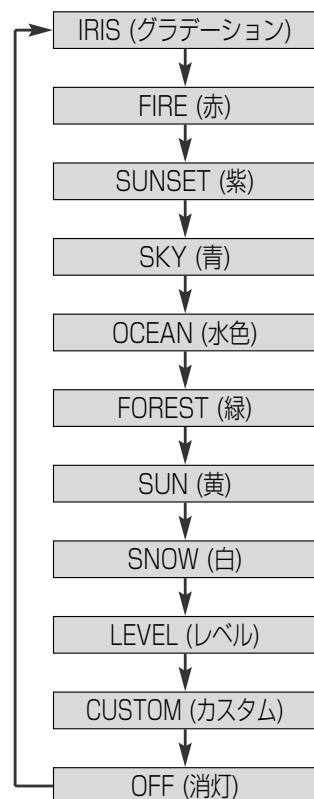 IRIS (グラデーション)
FIRE (赤)
SUNSET (紫)
SKY (青)
OCEAN (水色)
FOREST (緑)
SUN (黄)
SNOW (白)
LEVEL (レベル)
CUSTOM (カスタム)
OFF (消灯)